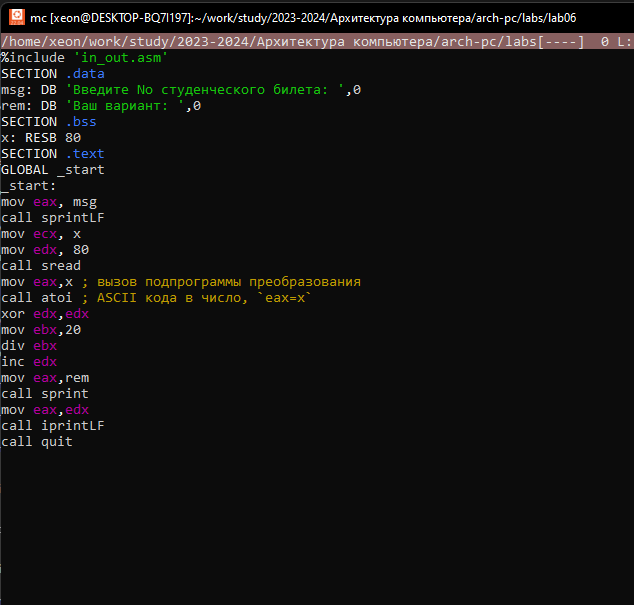 mc [xeon@DESKTOP-BQ7I197]:~/work/study/2023-2024/Архитектура компьютера/arch-pc/labs/lab06
/home/xeon/work/study/2023-2024/Архитектура компьютера/arch-pc/labs[----]  0 L:
%include 'in_out.asm'
SECTION .data
msg: DB 'Введите No студенческого билета: ',0
rem: DB 'Ваш вариант: ',0
SECTION .bss
x: RESB 80
SECTION .text
GLOBAL _start
_start:
mov eax, msg
call sprintLF
mov ecx, x
mov edx, 80
call sread
mov eax,x ; вызов подпрограммы преобразования
call atoi ; ASCII кода в число, `eax=x`
xor edx,edx
mov ebx,20
div ebx
inc edx
mov eax,rem
call sprint
mov eax,edx
call iprintLF
call quit